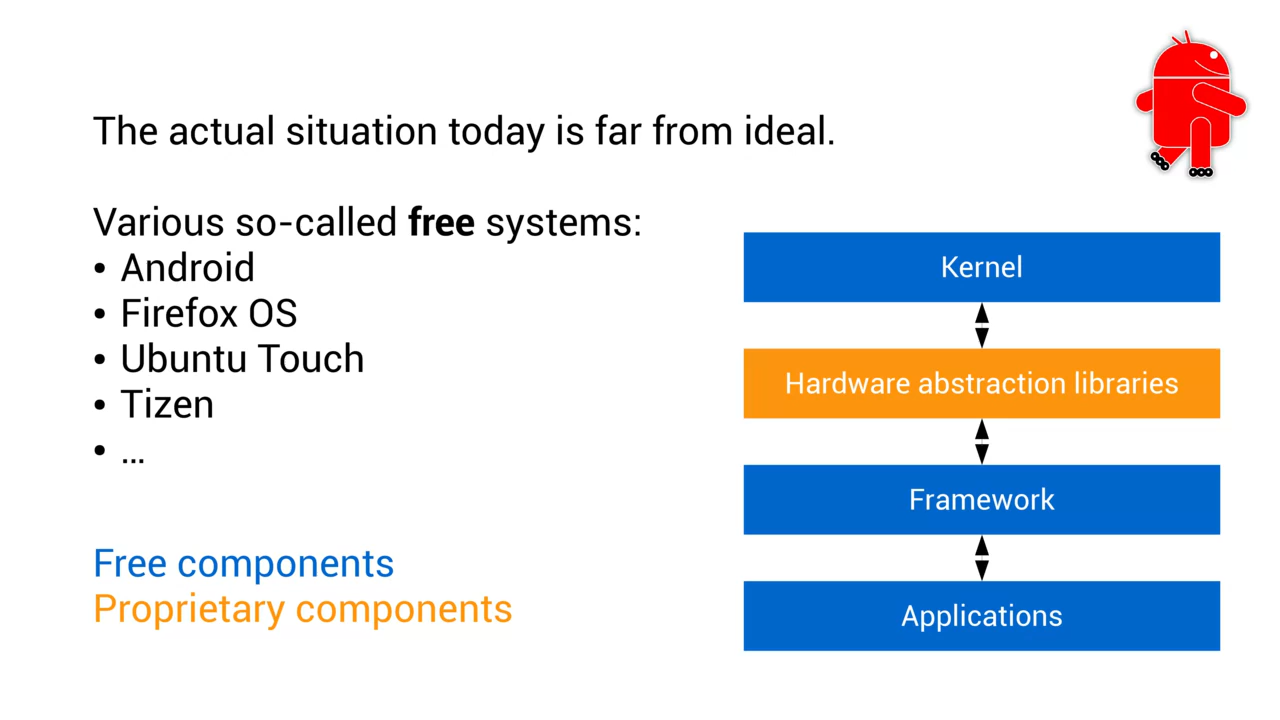 The actual situation today is far from ideal.
Various so-called free systems:
• Android
• Firefox OS
• Ubuntu Touch
• Tizen
• ...
Free components
Proprietary components
Kernel
Hardware abstraction libraries
Framework
Applications